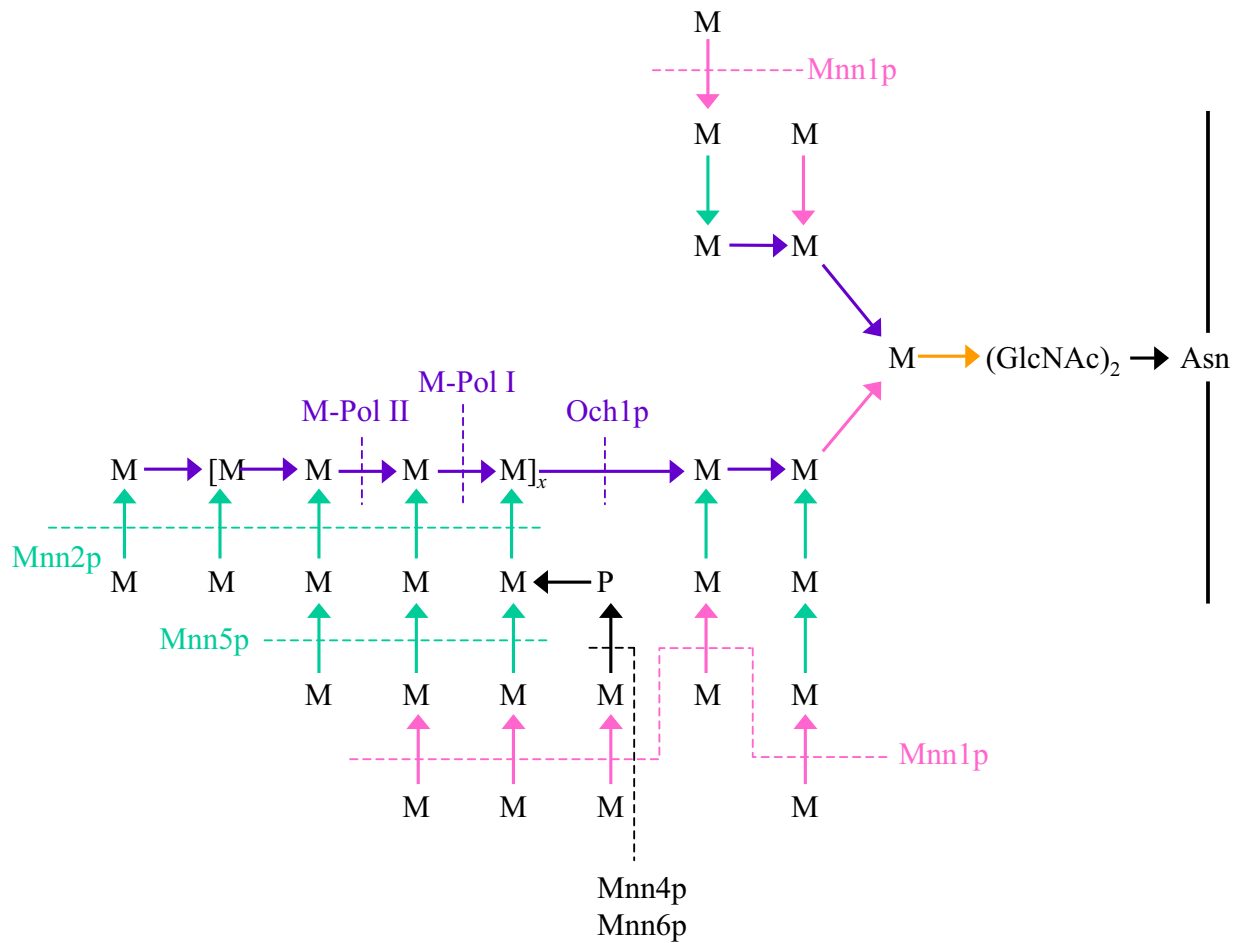 M
Mnn1p
M M
M M
M (GlcNAc)2 Asn
M-Pol I
M-Pol II Och1p
M [M M M M]x M M
Mnn2p
M M M M M P M M
Mnn5p
M M M M M M
Mnn1p
M M M M
Mnn4p
Mnn6p